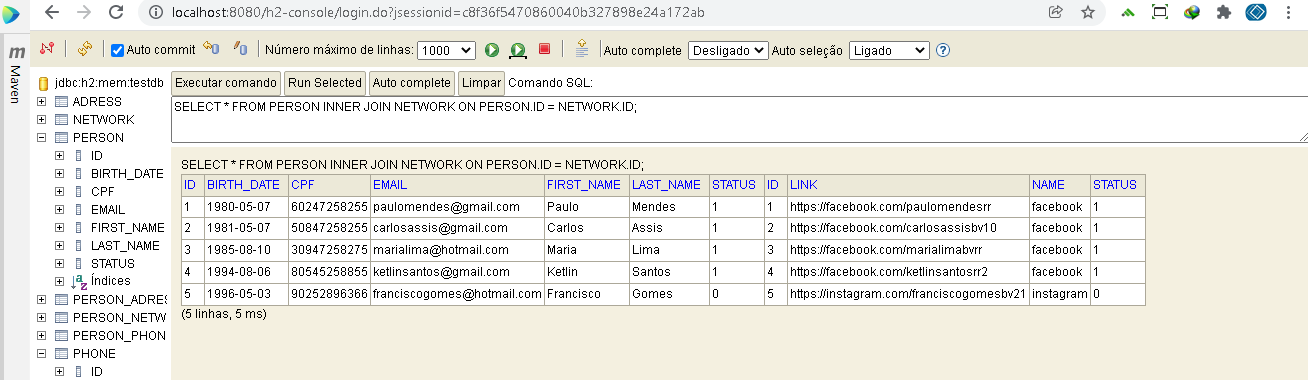 localhost:8080/h2-console/login.do?jsessionid=c8f36f5470860040b327898e24a172ab
m Maven
Auto commit Número máximo de linhas: 1000 Auto complete Desligado Auto seleção Ligado ?
jdbc:h2:mem:testdb
ADRESS
NETWORK
PERSON
ID
BIRTH_DATE
CPF
EMAIL
FIRST_NAME
LAST_NAME
STATUS
Índices
PERSON_ADRE
PERSON_NETW
PERSON_PHON
PHONE
ID
Executar comando Run Selected Auto complete Limpar Comando SQL:
SELECT * FROM PERSON INNER JOIN NETWORK ON PERSON.ID = NETWORK.ID;
SELECT * FROM PERSON INNER JOIN NETWORK ON PERSON.ID = NETWORK.ID;
ID BIRTH_DATE CPF EMAIL FIRST_NAME LAST_NAME STATUS ID LINK NAME STATUS
1 1980-05-07 60247258255 paulomendes@gmail.com Paulo Mendes 1 1 https://facebook.com/paulomendesrr facebook 1
2 1981-05-07 50847258255 carlosassis@gmail.com Carlos Assis 1 2 https://facebook.com/carlosassisbv10 facebook 1
3 1985-08-10 30947258275 marialima@hotmail.com Maria Lima 1 3 https://facebook.com/marialimabvrr facebook 1
4 1994-08-06 80545258855 ketlinsantos@gmail.com Ketlin Santos 1 4 https://facebook.com/ketlinsantosrr2 facebook 1
5 1996-05-03 90252896366 franciscogomes@hotmail.com Francisco Gomes 0 5 https://instagram.com/franciscogomesbv21 instagram 0
(5 linhas, 5 ms)